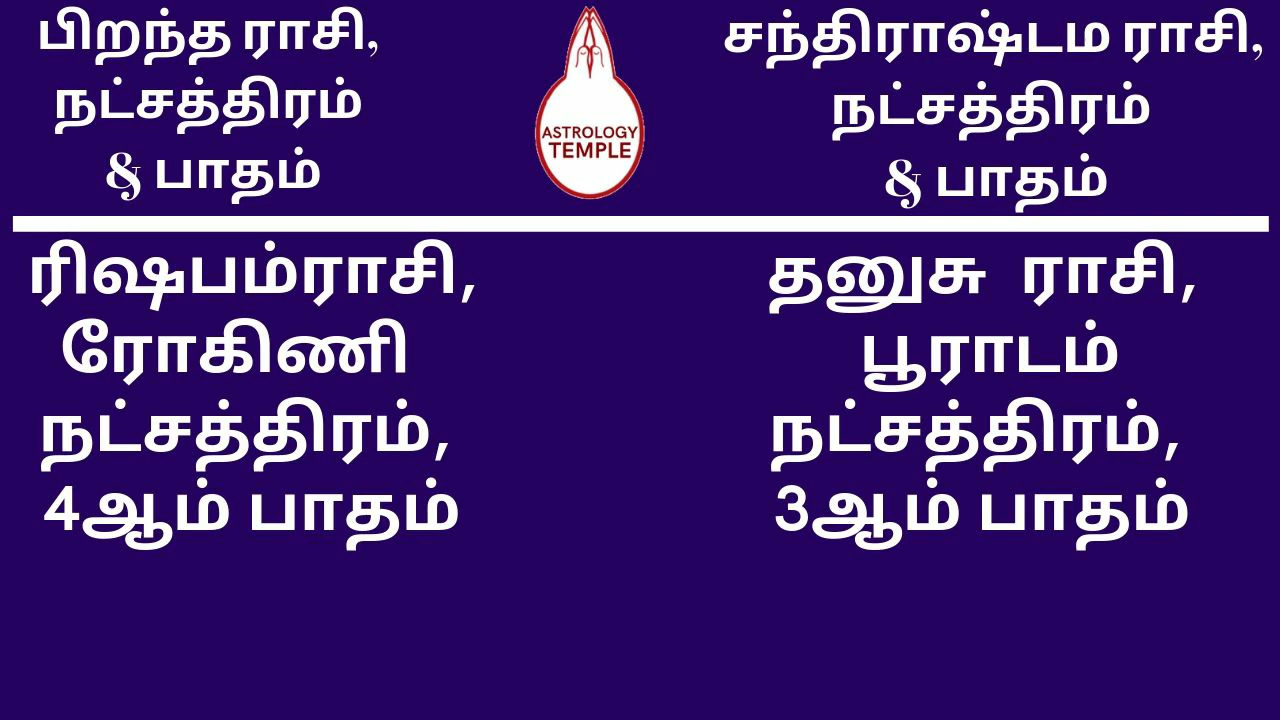 பிறந்த ராசி,
நட்சத்திரம்
& பாதம்
ASTROLOGY
TEMPLE
சந்திராஷ்டம ராசி,
நட்சத்திரம்
& பாதம்
ரிஷபம்ராசி,
ரோகிணி
நட்சத்திரம்,
4ஆம் பாதம்
தனுசு ராசி,
பூராடம்
நட்சத்திரம்,
3ஆம் பாதம்